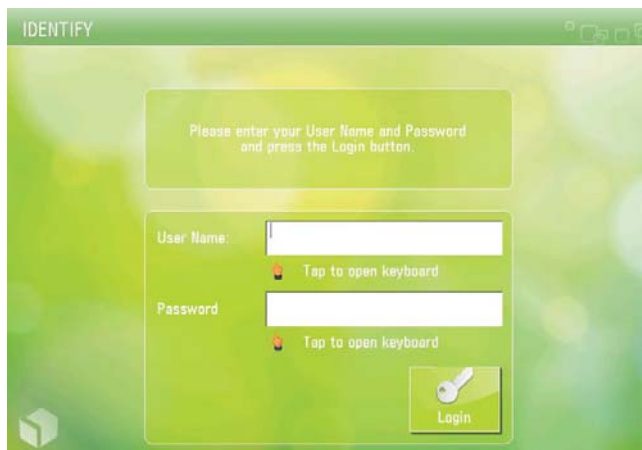 IDENTIFY
Please enter your User Name and Password
and press the Login button.
User Name:
Tap to open keyboard
Password
Tap to open keyboard
Login